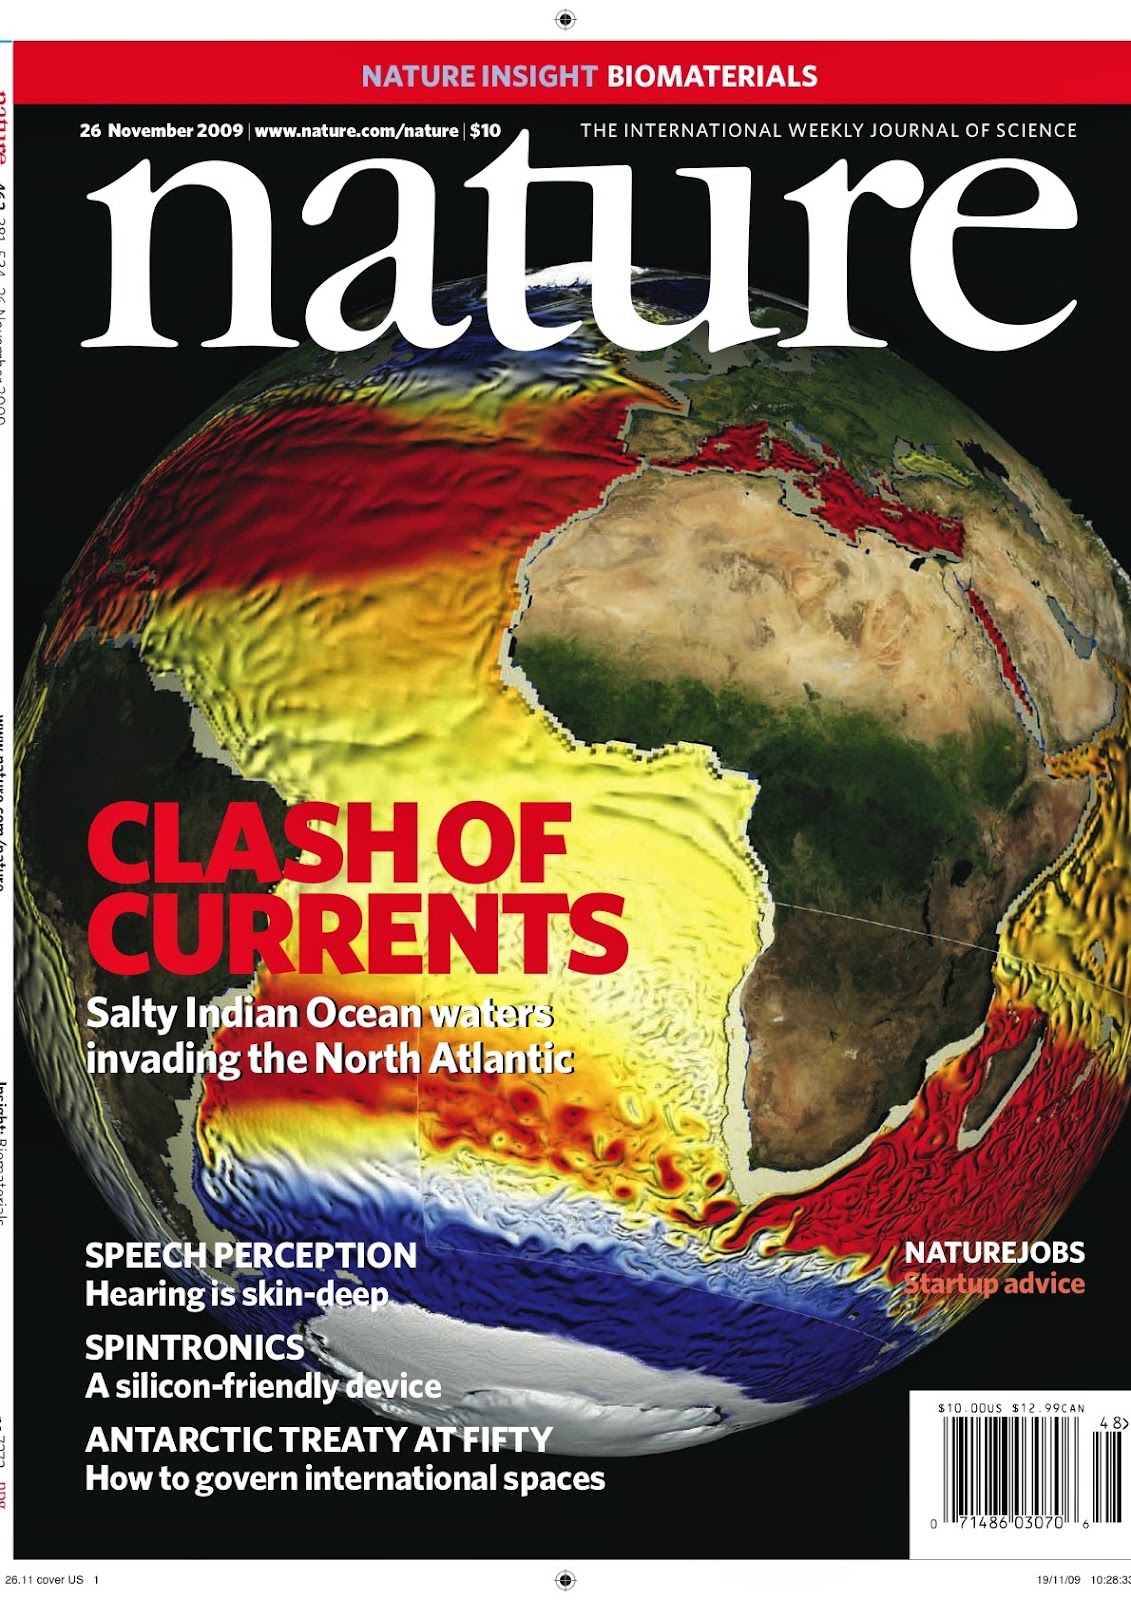 NATURE INSIGHT BIOMATERIALS
26 November 2009 | www.nature.com/nature | $10
THE INTERNATIONAL WEEKLY JOURNAL OF SCIENCE
nature
CLASH OF
CURRENTS
Salty Indian Ocean waters
invading the North Atlantic
SPEECH PERCEPTION
Hearing is skin-deep
SPINTRONICS
A silicon-friendly device
ANTARCTIC TREATY AT FIFTY
How to govern international spaces
NATUREJOBS
Startup advice
$10.00US $12.99CAN
48>
0 71486 03070 6
26.11 cover US 1
19/11/09 10:28:33